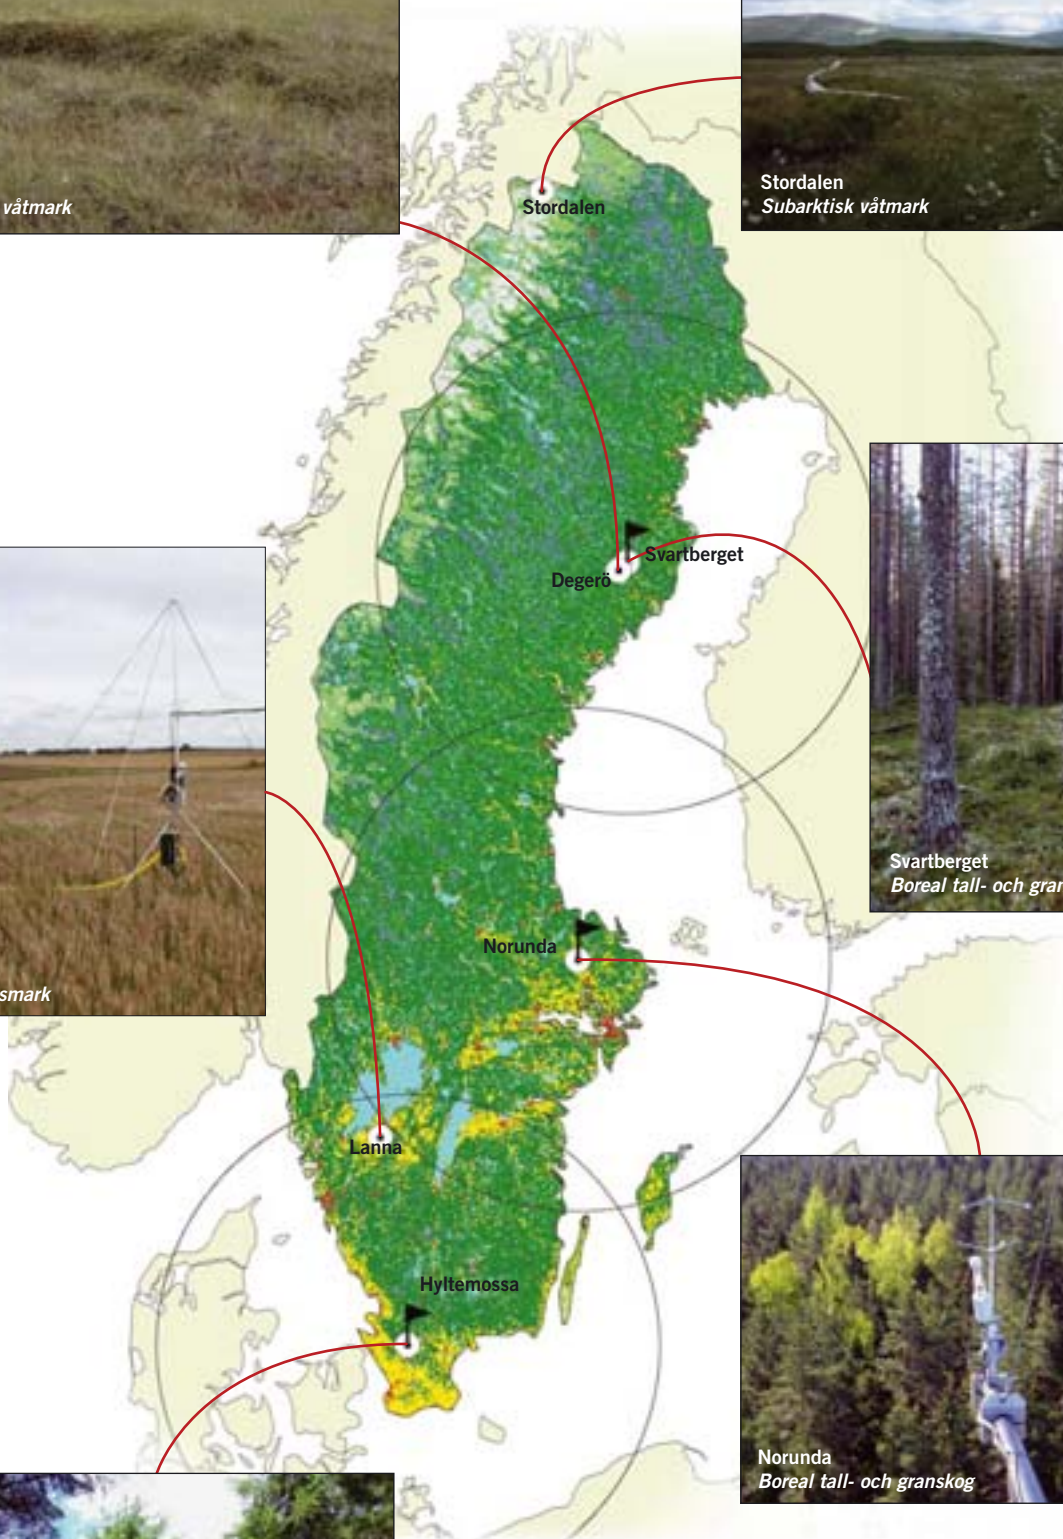 våtmark
Stordalen
Subarktisk våtmark
Stordalen
Svartberget
Degerö
Svartberget
Boreal tall- och gran
Norunda
smark
Lanna
Hyltemossa
Norunda
Boreal tall- och granskog